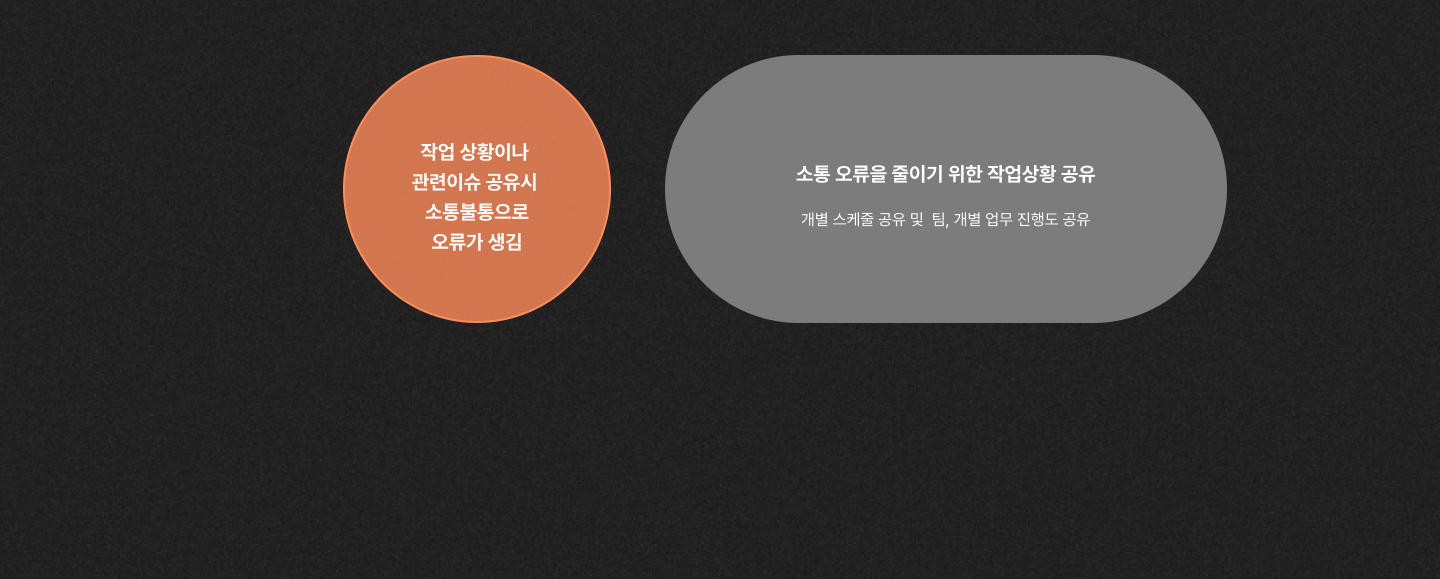 작업 상황이나
관련이슈 공유시
소통불통으로
오류가 생김
소통 오류을 줄이기 위한 작업상황 공유
개별 스케줄 공유 및  팀, 개별 업무 진행도 공유